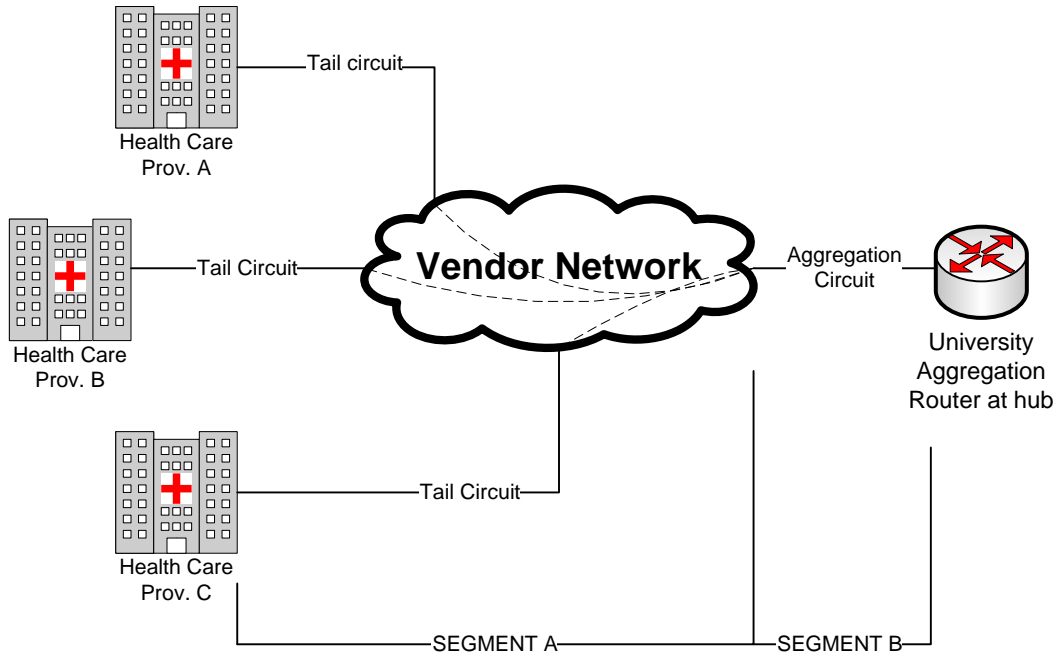 Tail circuit
Health Care
Prov. A
Vendor Network
Tail Circuit
Aggregation
Circuit
Health Care
Prov. B
University
Aggregation
Router at hub
Tail Circuit
Health Care
Prov. C
SEGMENT A
SEGMENT B